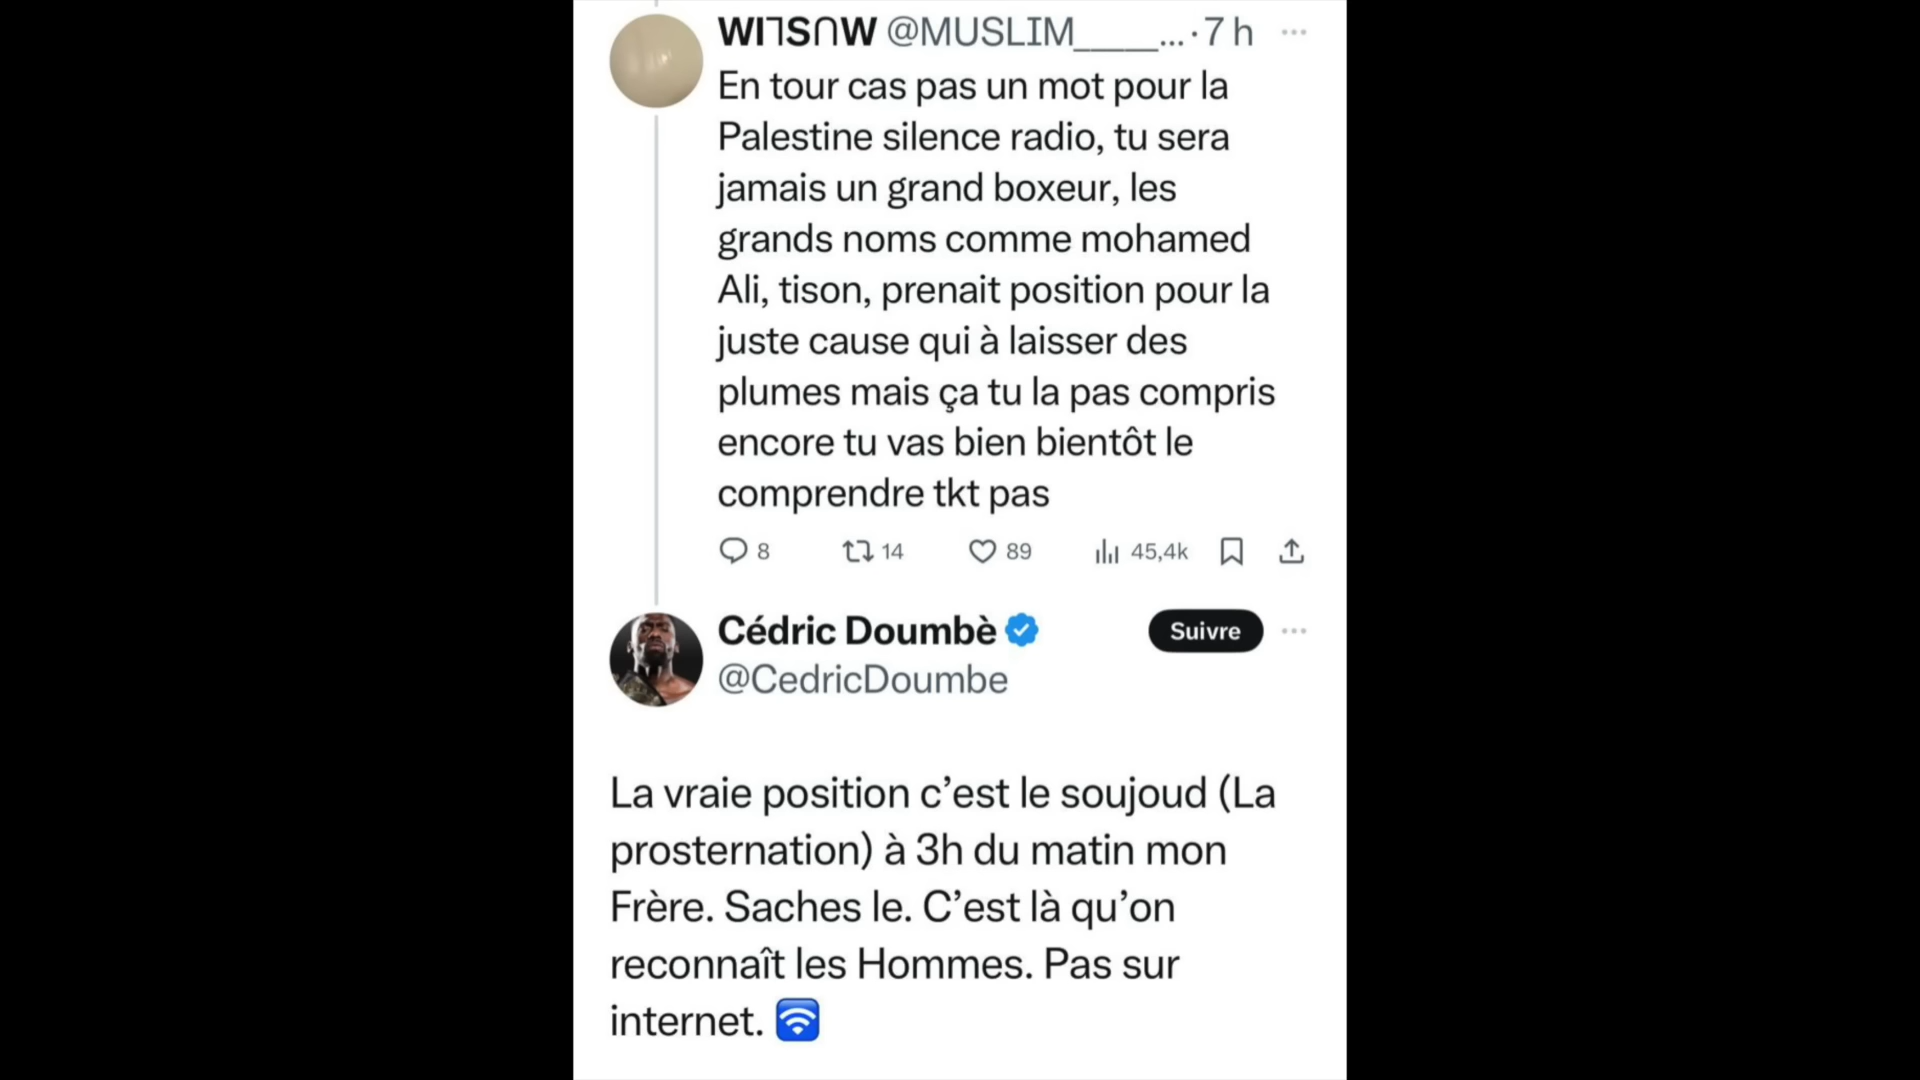 WI⅂S∩W @MUSLIM_____... · 7 h
En tour cas pas un mot pour la
Palestine silence radio, tu sera
jamais un grand boxeur, les
grands noms comme mohamed
Ali, tison, prenait position pour la
juste cause qui à laisser des
plumes mais ça tu la pas compris
encore tu vas bien bientôt le
comprendre tkt pas
8 14 89 45,4k
Cédric Doumbè Suivre
@CedricDoumbe
La vraie position c’est le soujoud (La
prosternation) à 3h du matin mon
Frère. Saches le. C’est là qu’on
reconnaît les Hommes. Pas sur
internet.